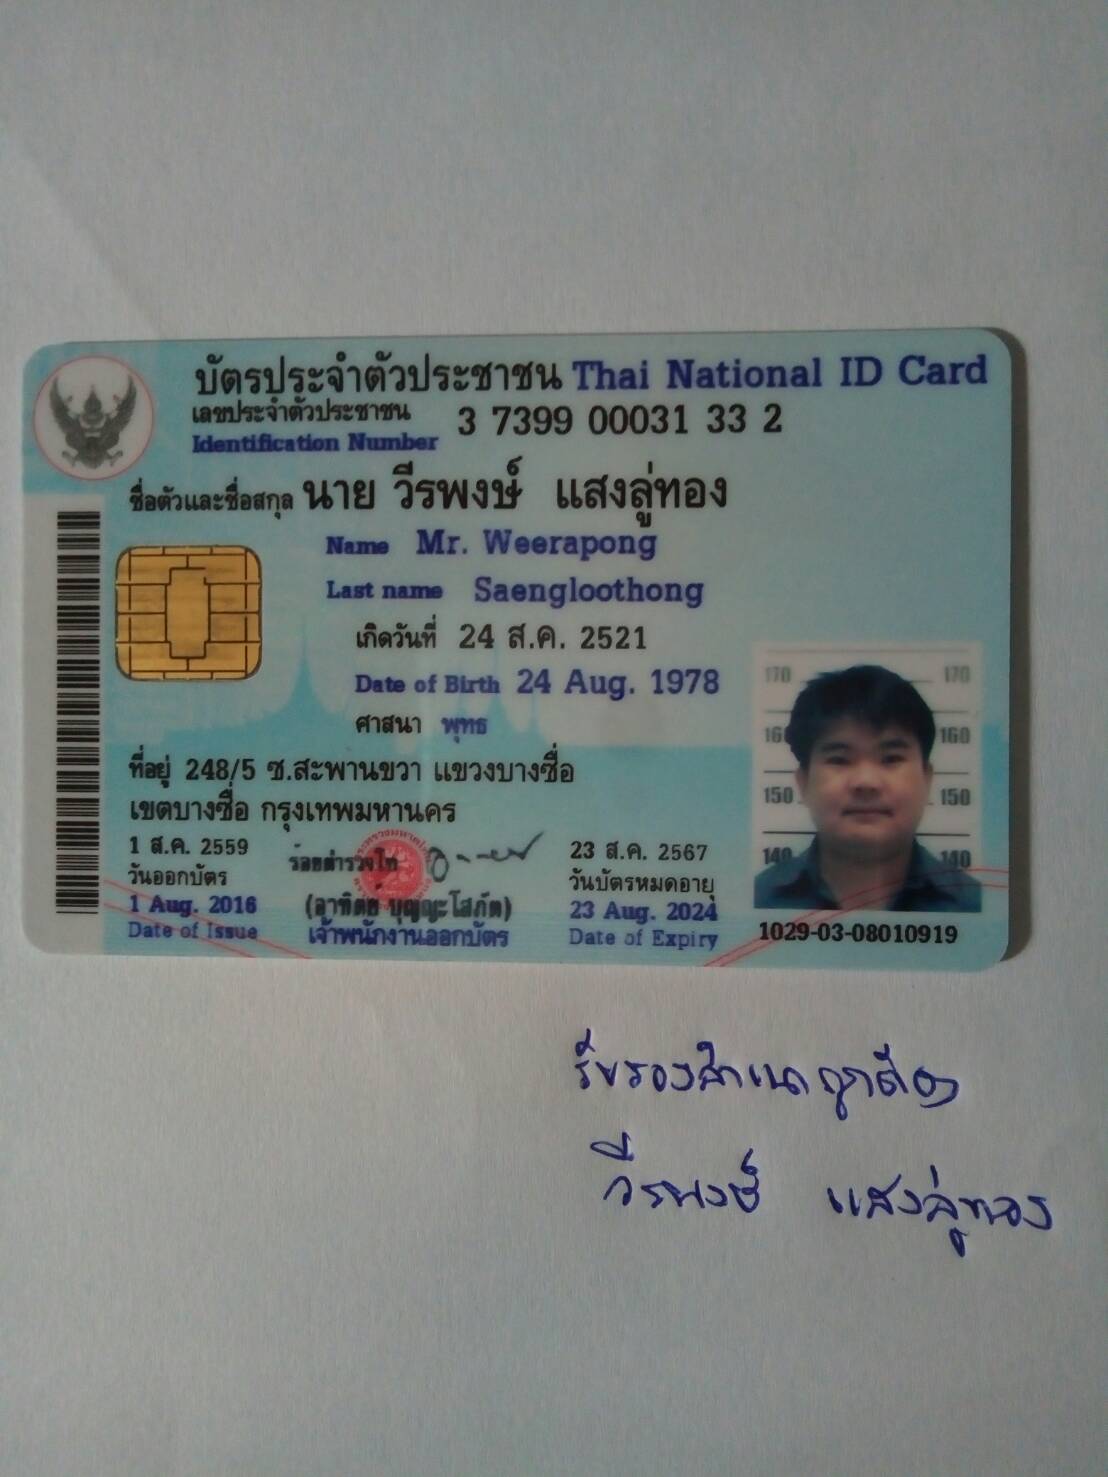 บัตรประจำตัวประชาชน Thai National ID Card
เลขประจำตัวประชาชน
Identification Number
3 7399 00031 33 2
ชื่อตัวและชื่อสกุล นาย วีรพงษ์ แสงลู่ทอง
Name Mr. Weerapong
Last name Saengloothong
เกิดวันที่ 24 ส.ค. 2521
Date of Birth 24 Aug. 1978
ศาสนา พุทธ
ที่อยู่ 248/5 ซ.สะพานขวา แขวงบางซื่อ
เขตบางซื่อ กรุงเทพมหานคร
1 ส.ค. 2559
วันออกบัตร
1 Aug. 2016
Date of Issue
ร้อยตำรวจโท
(อาทิตย์ บุญญะโสภัต)
เจ้าพนักงานออกบัตร
23 ส.ค. 2567
วันบัตรหมดอายุ
23 Aug. 2024
Date of Expiry
170 170
160 160
150 150
140 140
1029-03-08010919
รับรองสำเนาถูกต้อง
วีรพงษ์ แสงลู่ทอง